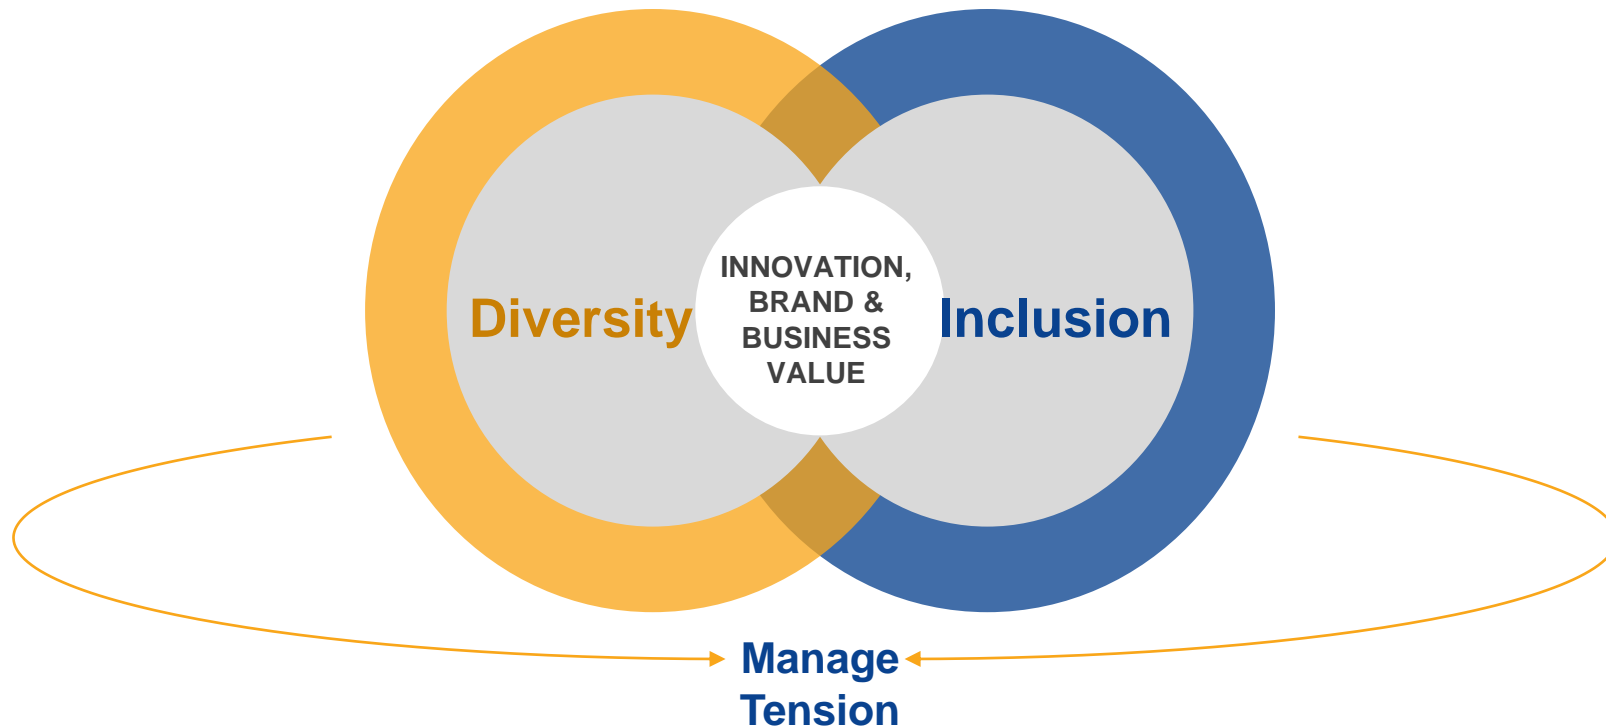 Diversity
INNOVATION,
BRAND &
BUSINESS
VALUE
Inclusion
Manage
Tension